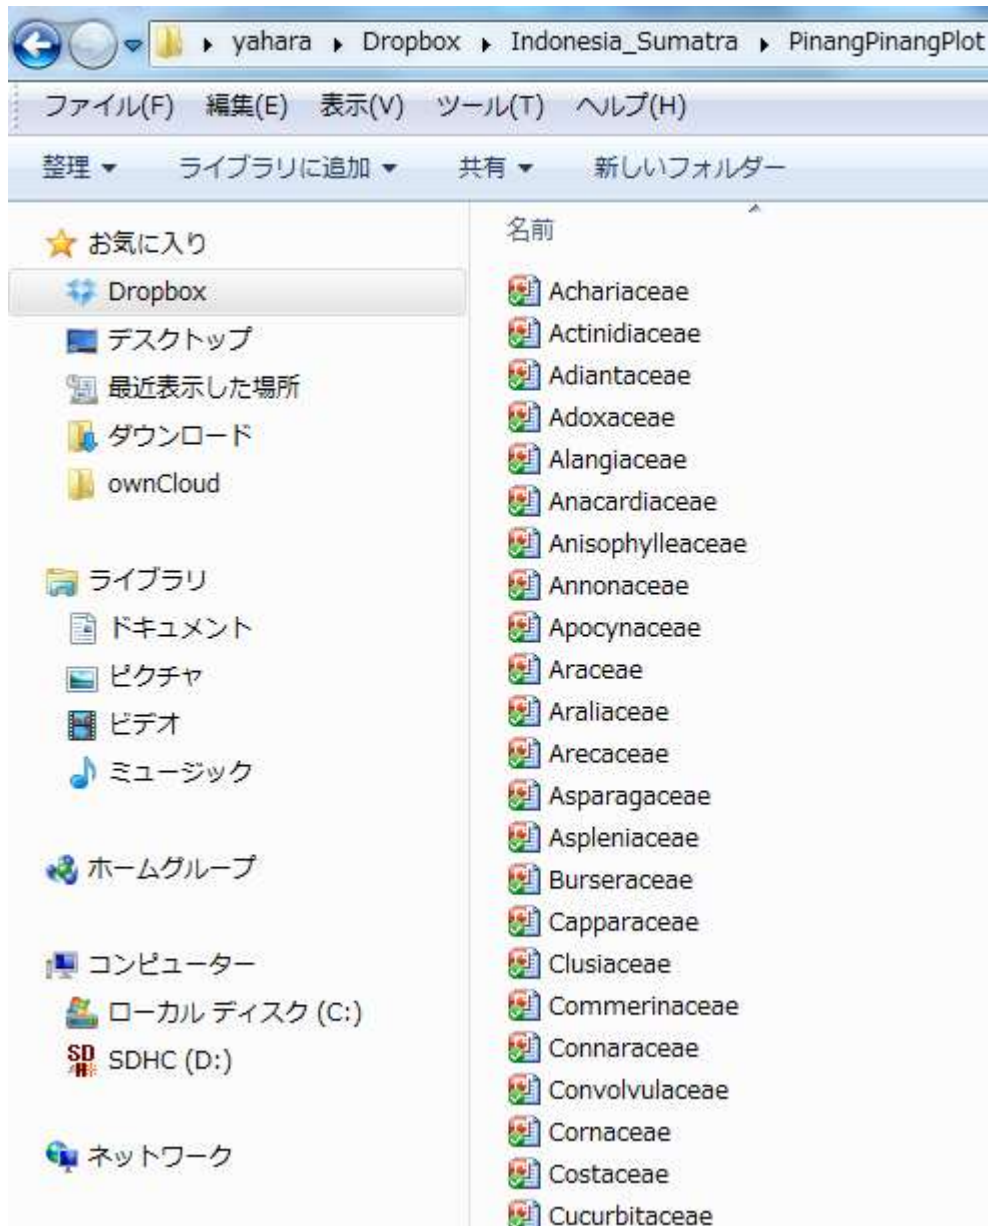 yahara Dropbox Indonesia_Sumatra PinangPinangPlot
ファイル(F) 編集(E) 表示(V) ツール(T) ヘルプ(H)
整理 ライブラリに追加 共有 新しいフォルダー
お気に入り
Dropbox
デスクトップ
最近表示した場所
ダウンロード
ownCloud
ライブラリ
ドキュメント
ピクチャ
ビデオ
ミュージック
ホームグループ
コンピューター
ローカル ディスク (C:)
SD
SDHC (D:)
ネットワーク
名前
Achariaceae
Actinidiaceae
Adiantaceae
Adoxaceae
Alangiaceae
Anacardiaceae
Anisophylleaceae
Annonaceae
Apocynaceae
Araceae
Araliaceae
Arecaceae
Asparagaceae
Aspleniaceae
Burseraceae
Capparaceae
Clusiaceae
Commerinaceae
Connaraceae
Convolvulaceae
Cornaceae
Costaceae
Cucurbitaceae